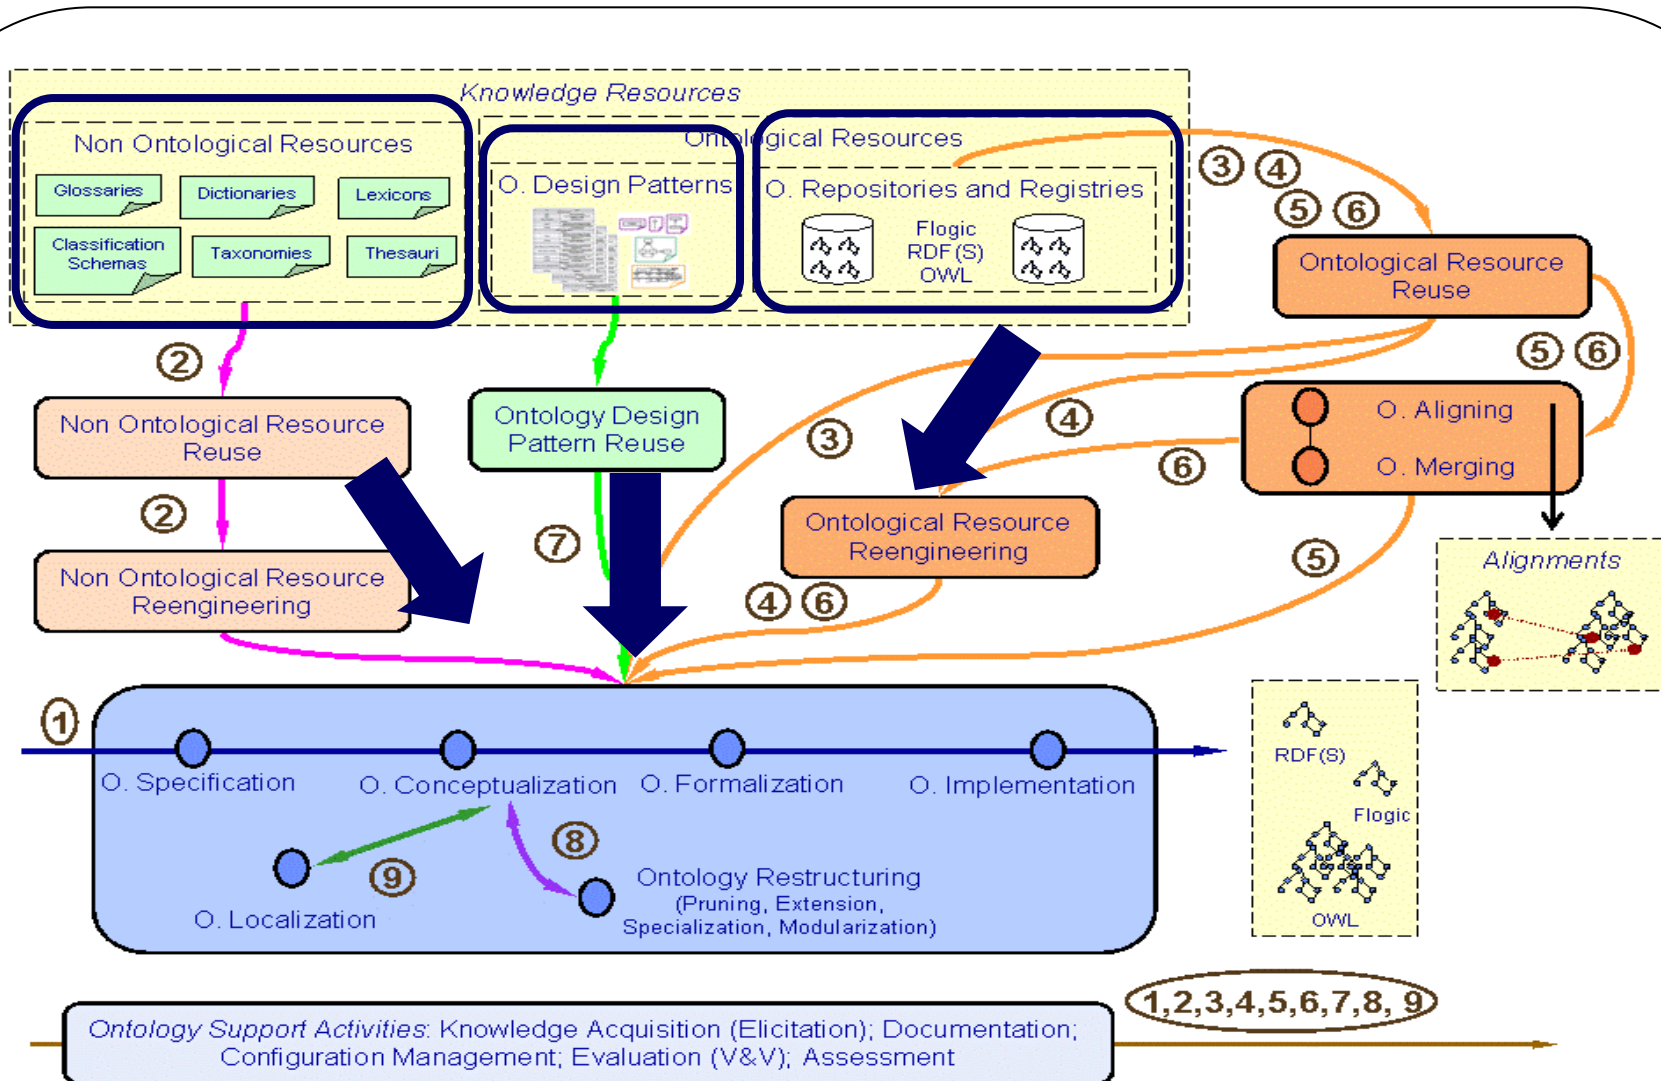 Knowledge Resources
Non Ontological Resources
Glossaries
Dictionaries
Lexicons
Classification
Schemas
Taxonomies
Thesauri
Ontological Resources
O. Design Patterns
O. Repositories and Registries
Flogic
RDF(S)
OWL
3 4
5 6
Ontological Resource
Reuse
5 6
2
Non Ontological Resource
Reuse
2
Non Ontological Resource
Reengineering
Ontology Design
Pattern Reuse
7
3
4
6
O. Aligning
O. Merging
Ontological Resource
Reengineering
4 6
5
Alignments
1
O. Specification
O. Conceptualization
O. Formalization
O. Implementation
9
8
O. Localization
Ontology Restructuring
(Pruning, Extension,
Specialization, Modularization)
RDF(S)
Flogic
OWL
1,2,3,4,5,6,7,8, 9
Ontology Support Activities: Knowledge Acquisition (Elicitation); Documentation;
Configuration Management; Evaluation (V&V); Assessment